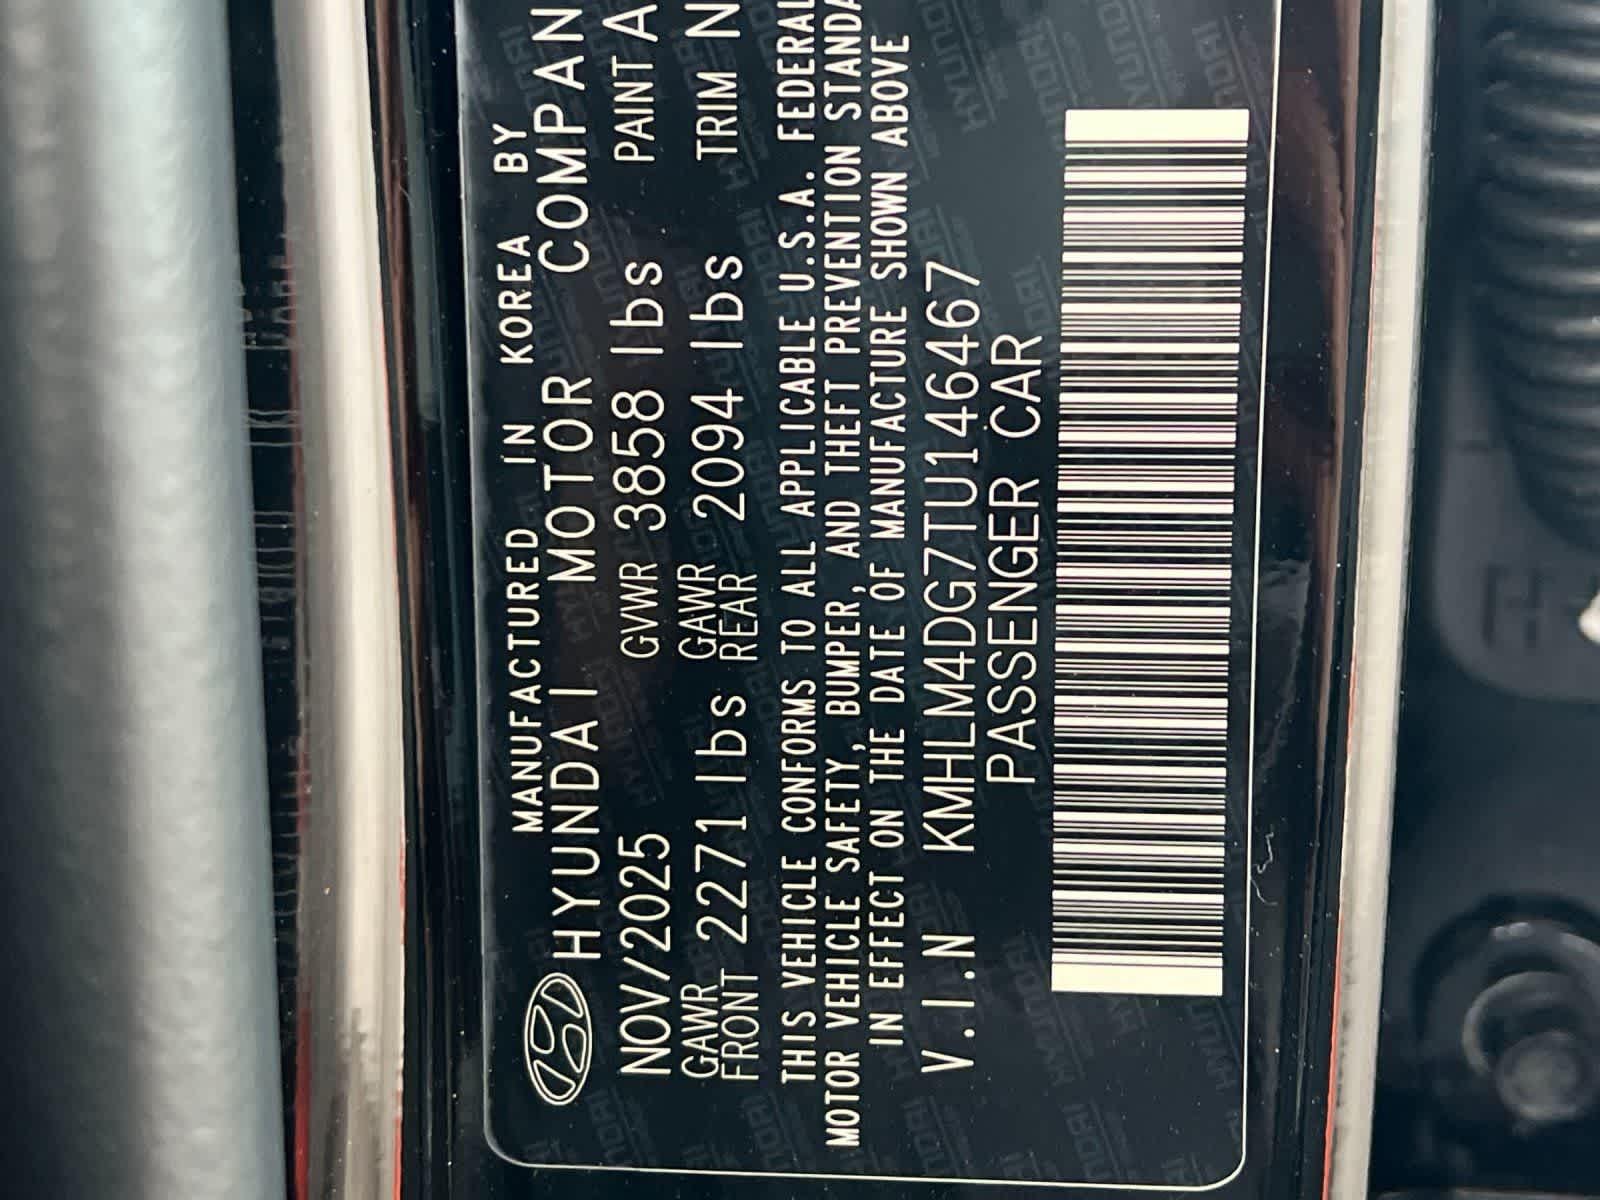 MANUFACTURED IN KOREA BY
HYUNDAI MOTOR COMPAN
NOV/2025 GVWR 3858 lbs PAINT A
GAWR FRONT 2271 lbs GAWR REAR 2094 lbs TRIM N
THIS VEHICLE CONFORMS TO ALL APPLICABLE U.S.A. FEDERAL
MOTOR VEHICLE SAFETY, BUMPER, AND THEFT PREVENTION STANDA
IN EFFECT ON THE DATE OF MANUFACTURE SHOWN ABOVE
V.I.N KMHLM4DG7TU146467
PASSENGER CAR